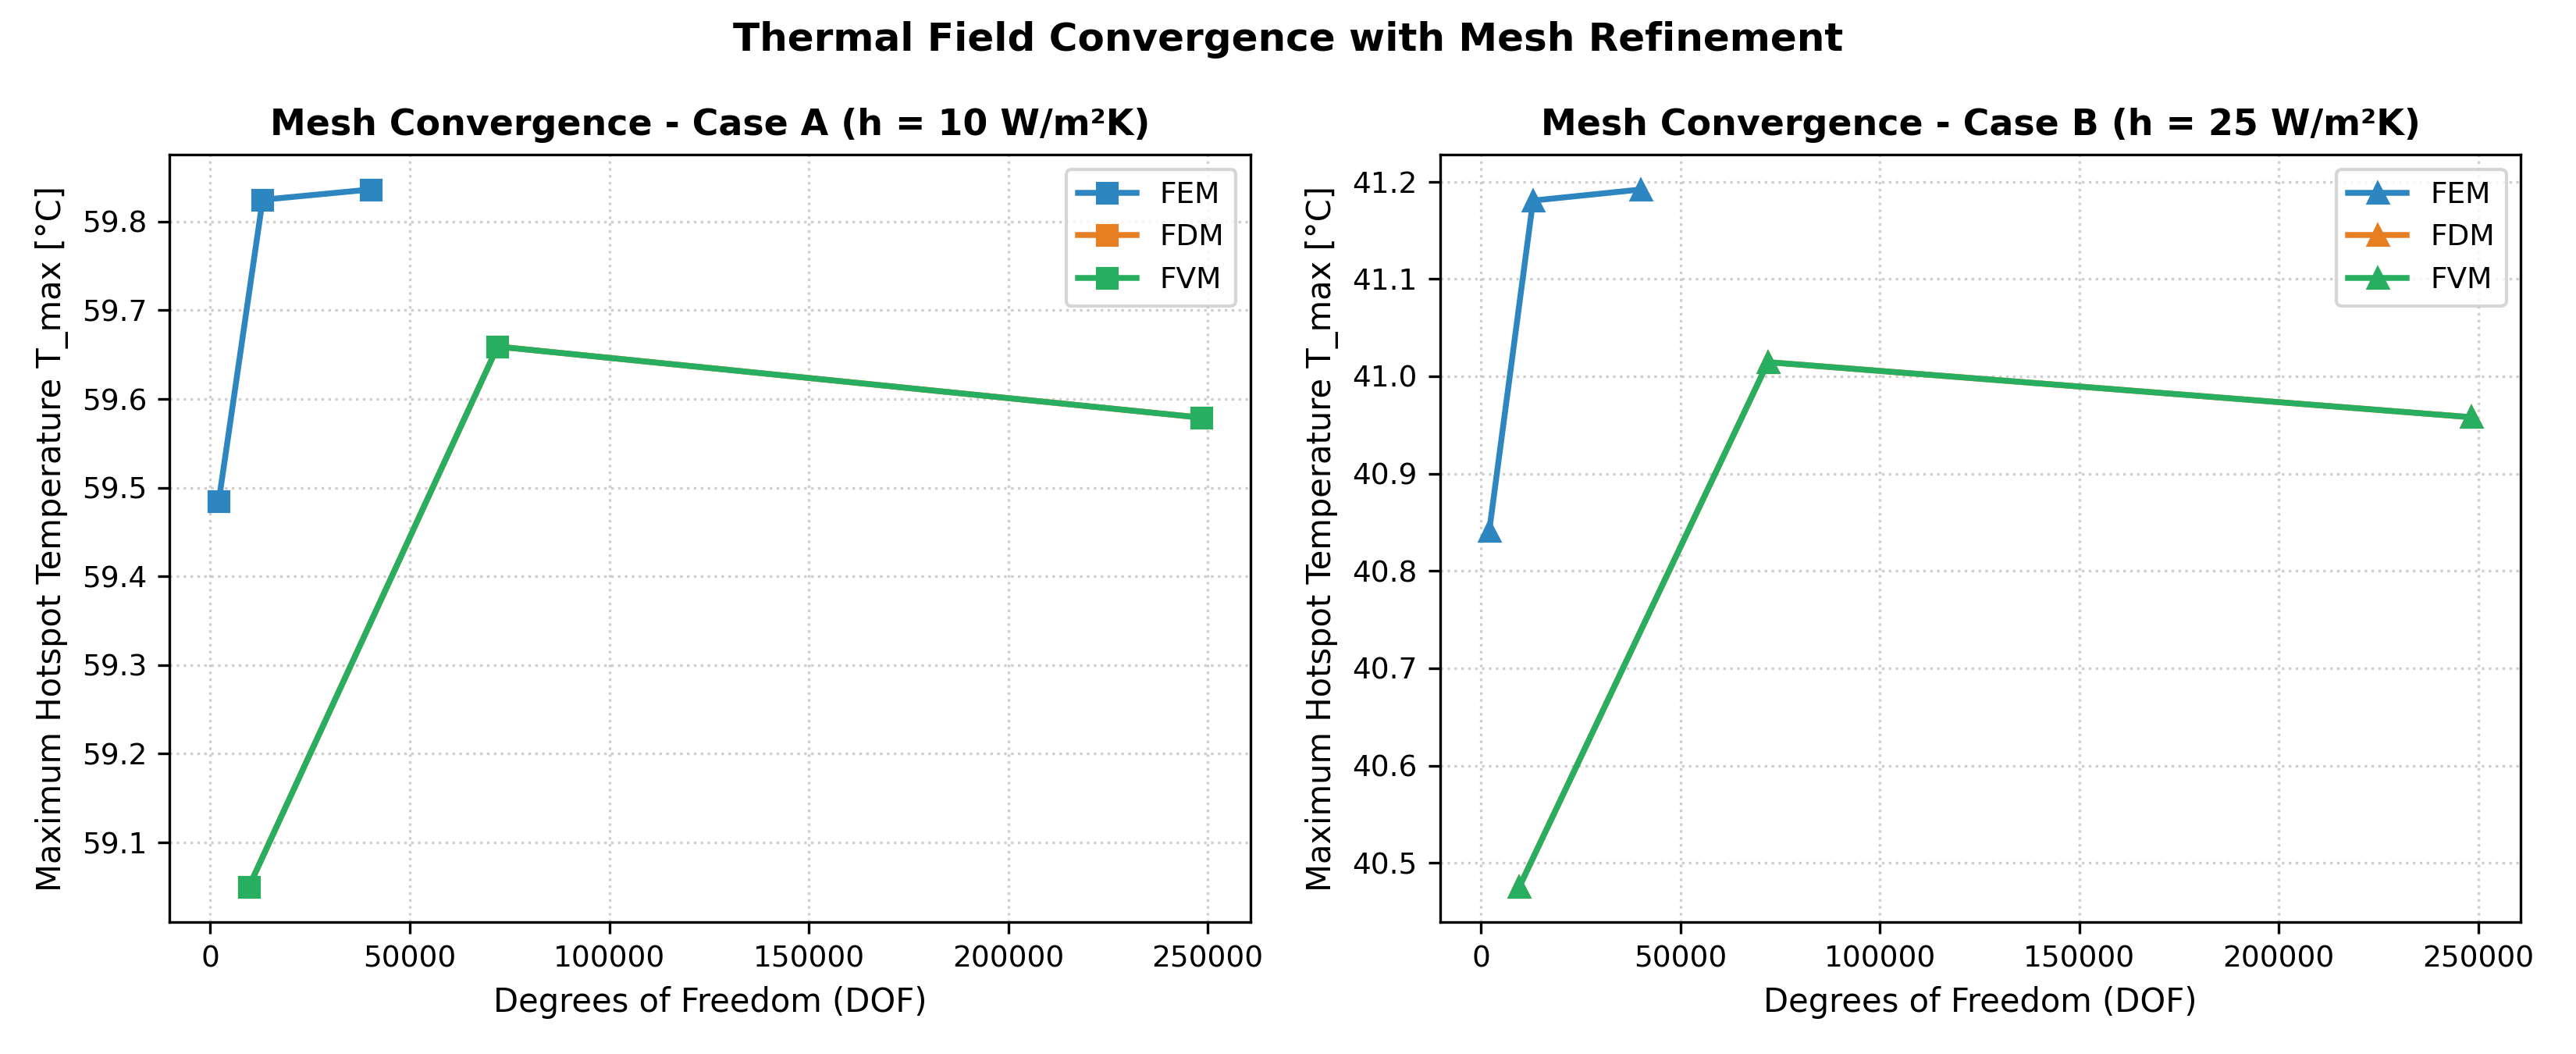 Thermal Field Convergence with Mesh Refinement
Mesh Convergence - Case A (h = 10 W/m²K)
Maximum Hotspot Temperature T_max [°C]
59.8
59.7
59.6
59.5
59.4
59.3
59.2
59.1
FEM
FDM
FVM
0 50000 100000 150000 200000 250000
Degrees of Freedom (DOF)
Mesh Convergence - Case B (h = 25 W/m²K)
Maximum Hotspot Temperature T_max [°C]
41.2
41.1
41.0
40.9
40.8
40.7
40.6
40.5
FEM
FDM
FVM
0 50000 100000 150000 200000 250000
Degrees of Freedom (DOF)